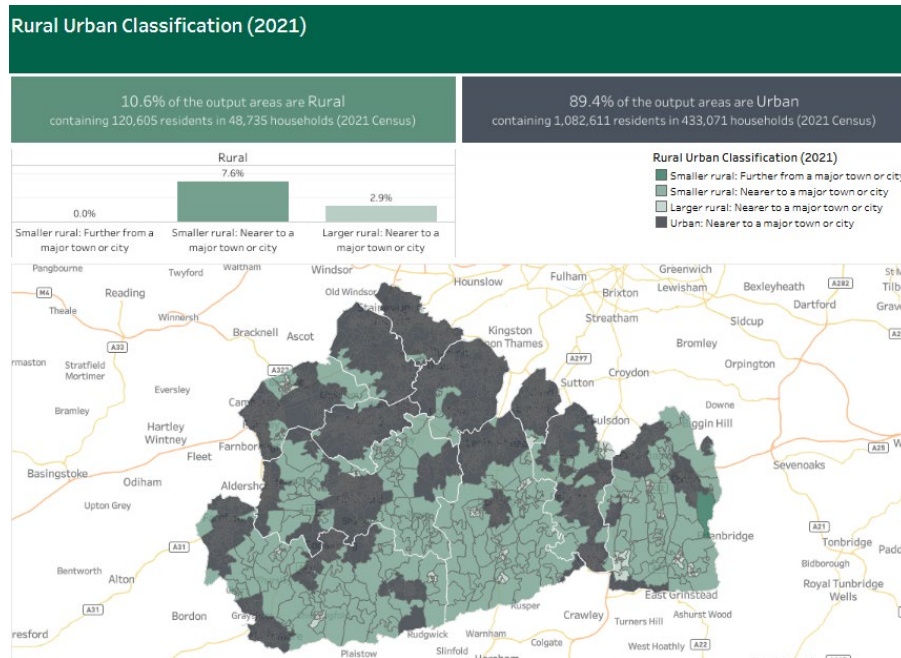 Rural Urban Classification (2021)
10.6% of the output areas are Rural
containing 120,605 residents in 48,735 households (2021 Census)
89.4% of the output areas are Urban
containing 1,082,611 residents in 433,071 households (2021 Census)
Rural
7.6%
2.9%
0.0%
Smaller rural: Further from a
major town or city
Smaller rural: Nearer to a
major town or city
Larger rural: Nearer to a
major town or city
Rural Urban Classification (2021)
Smaller rural: Further from a major town or city
Smaller rural: Nearer to a major town or city
Larger rural: Nearer to a major town or city
Urban: Nearer to a major town or city
Pangbourne
Twyford
Waltham
Windsor
Hounslow
Fulham
Greenwich
M4
Reading
Old Windsor
Brixton
Lewisham
Bexleyheath
A282
Theale
Winnersh
Streatham
Dartford
Bracknell
Ascot
Kingston
Sidcup
A33
Bromley
Stratfield
Mortimer
A297
Croydon
Orpington
Eversley
Sutton
Bramley
Downe
Hartley
Wintney
ggin Hill
Fleet
Farnboro
A25
Basingstoke
Sevenoaks
Odiham
Aldersho
Upton Grey
A21
A31
enbridge
Tonbridge
Bidborough
Bentworth
Alton
Royal Tunbridge
Wells
A31
East Grinstead
Bordon
Crawley
Ashurst Wood
Rusper
Turners Hill
Rudgwick
Warnham
Colgate
West Hoathly
A22
Plaistow
Slinfold